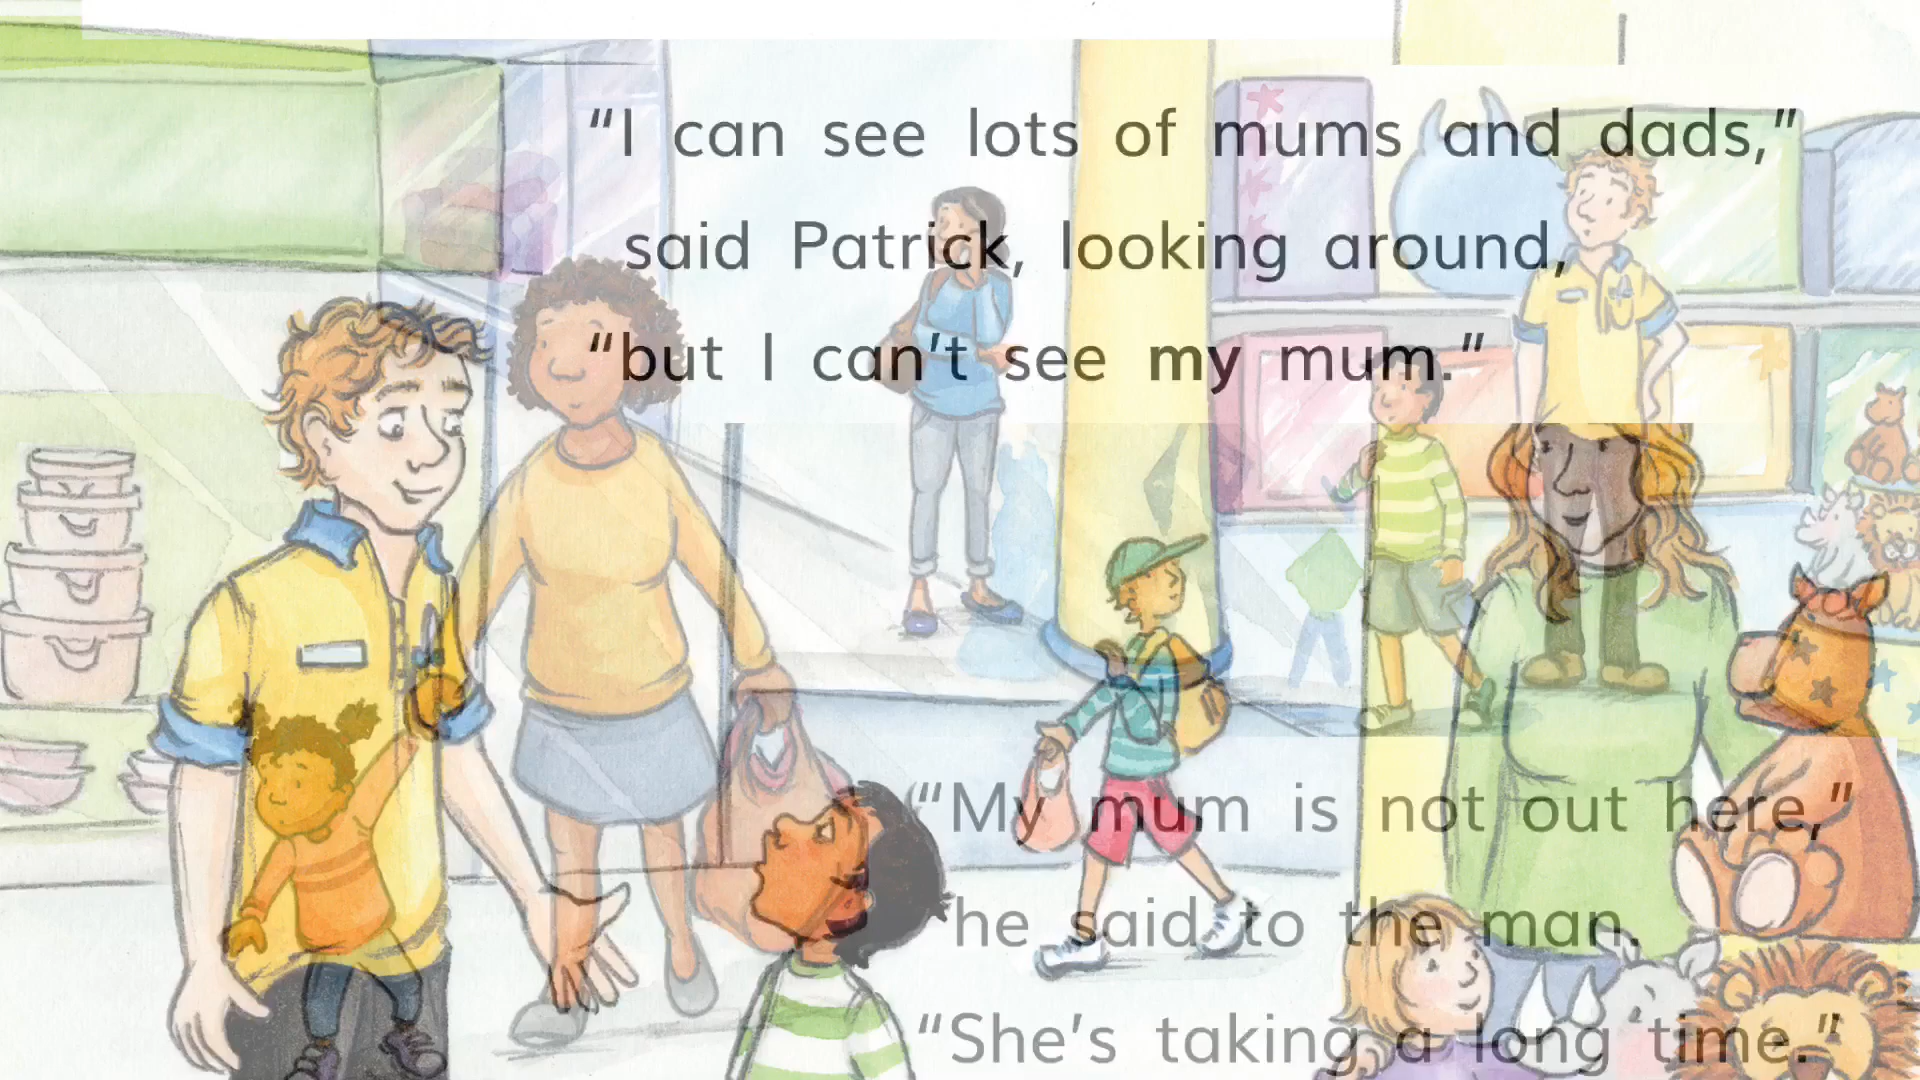 “I can see lots of mums and dads,”
said Patrick, looking around,
“but I can’t see my mum.”
“My mum is not out here,”
he said to the man.
“She’s taking a long time.”